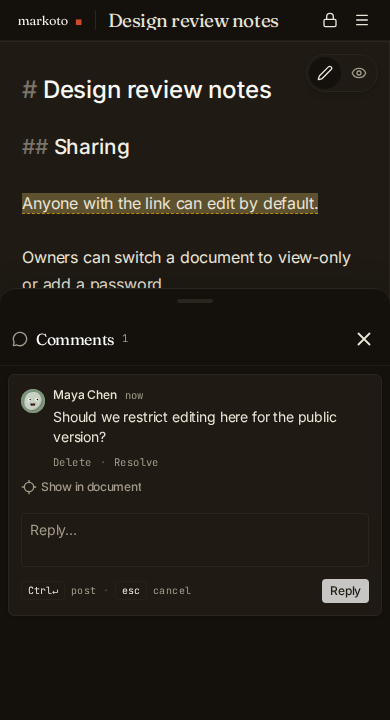 markoto
Design review notes
# Design review notes
## Sharing
Anyone with the link can edit by default.
Owners can switch a document to view-only
or add a password
Comments 1
Maya Chen now
Should we restrict editing here for the public
version?
Delete · Resolve
Show in document
Reply...
Ctrl↵ post · esc cancel
Reply